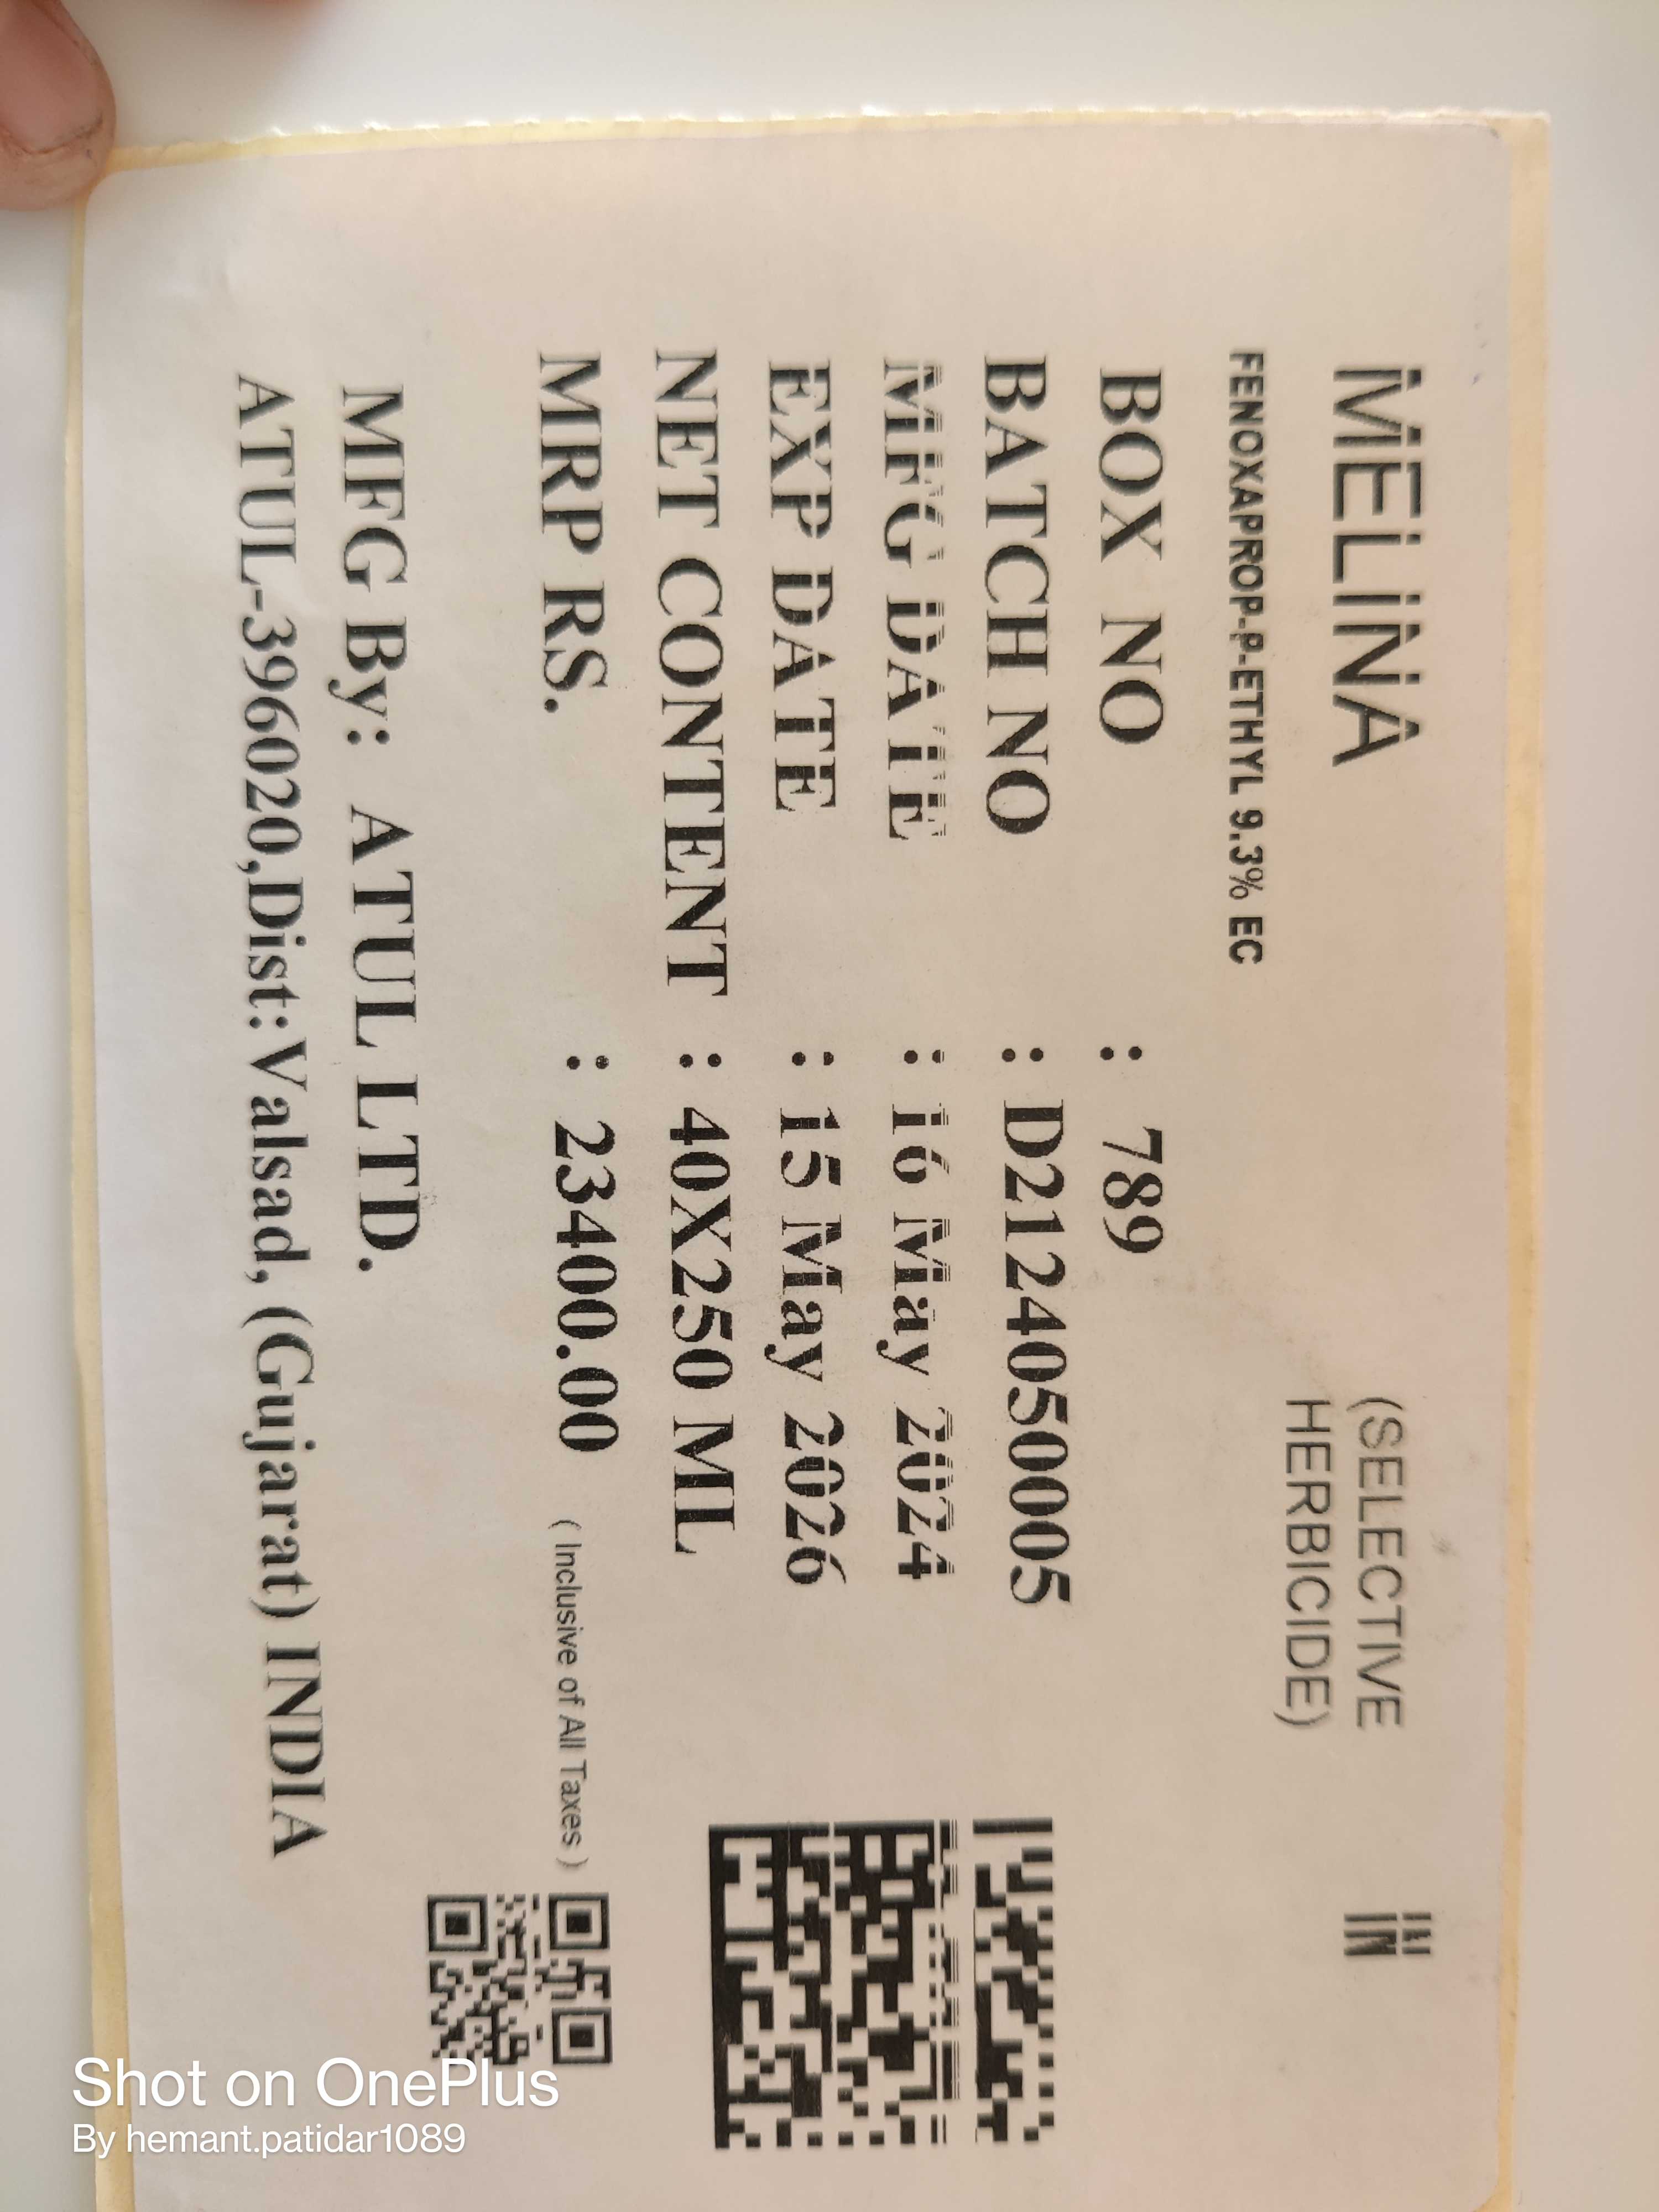 MELINA
(SELECTIVE
HERBICIDE)
FENOXAPROP-P-ETHYL 9.3% EC
BOX NO : 789
BATCH NO : D2124050005
MFG DATE : 16 May 2024
EXP DATE : 15 May 2026
NET CONTENT : 40X250 ML
MRP RS. : 23400.00 ( Inclusive of All Taxes )
MFG By: ATUL LTD.
ATUL-396020,Dist:Valsad, (Gujarat) INDIA
Shot on OnePlus
By hemant.patidar1089